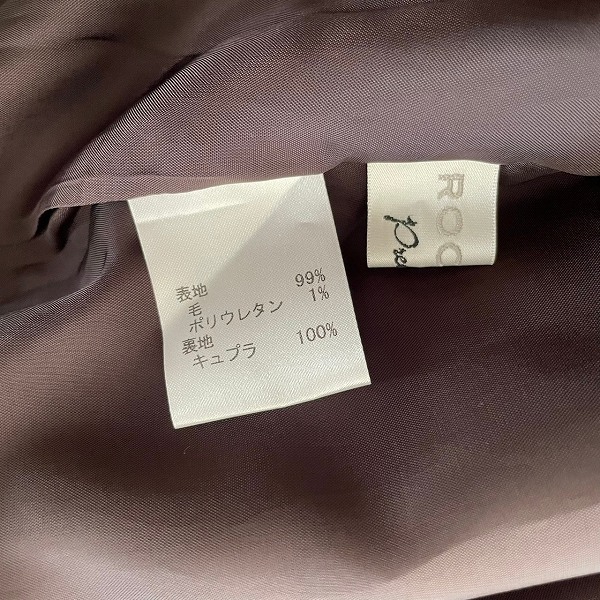 ROC
Pre
表地
毛 99%
ポリウレタン 1%
裏地
キュプラ 100%